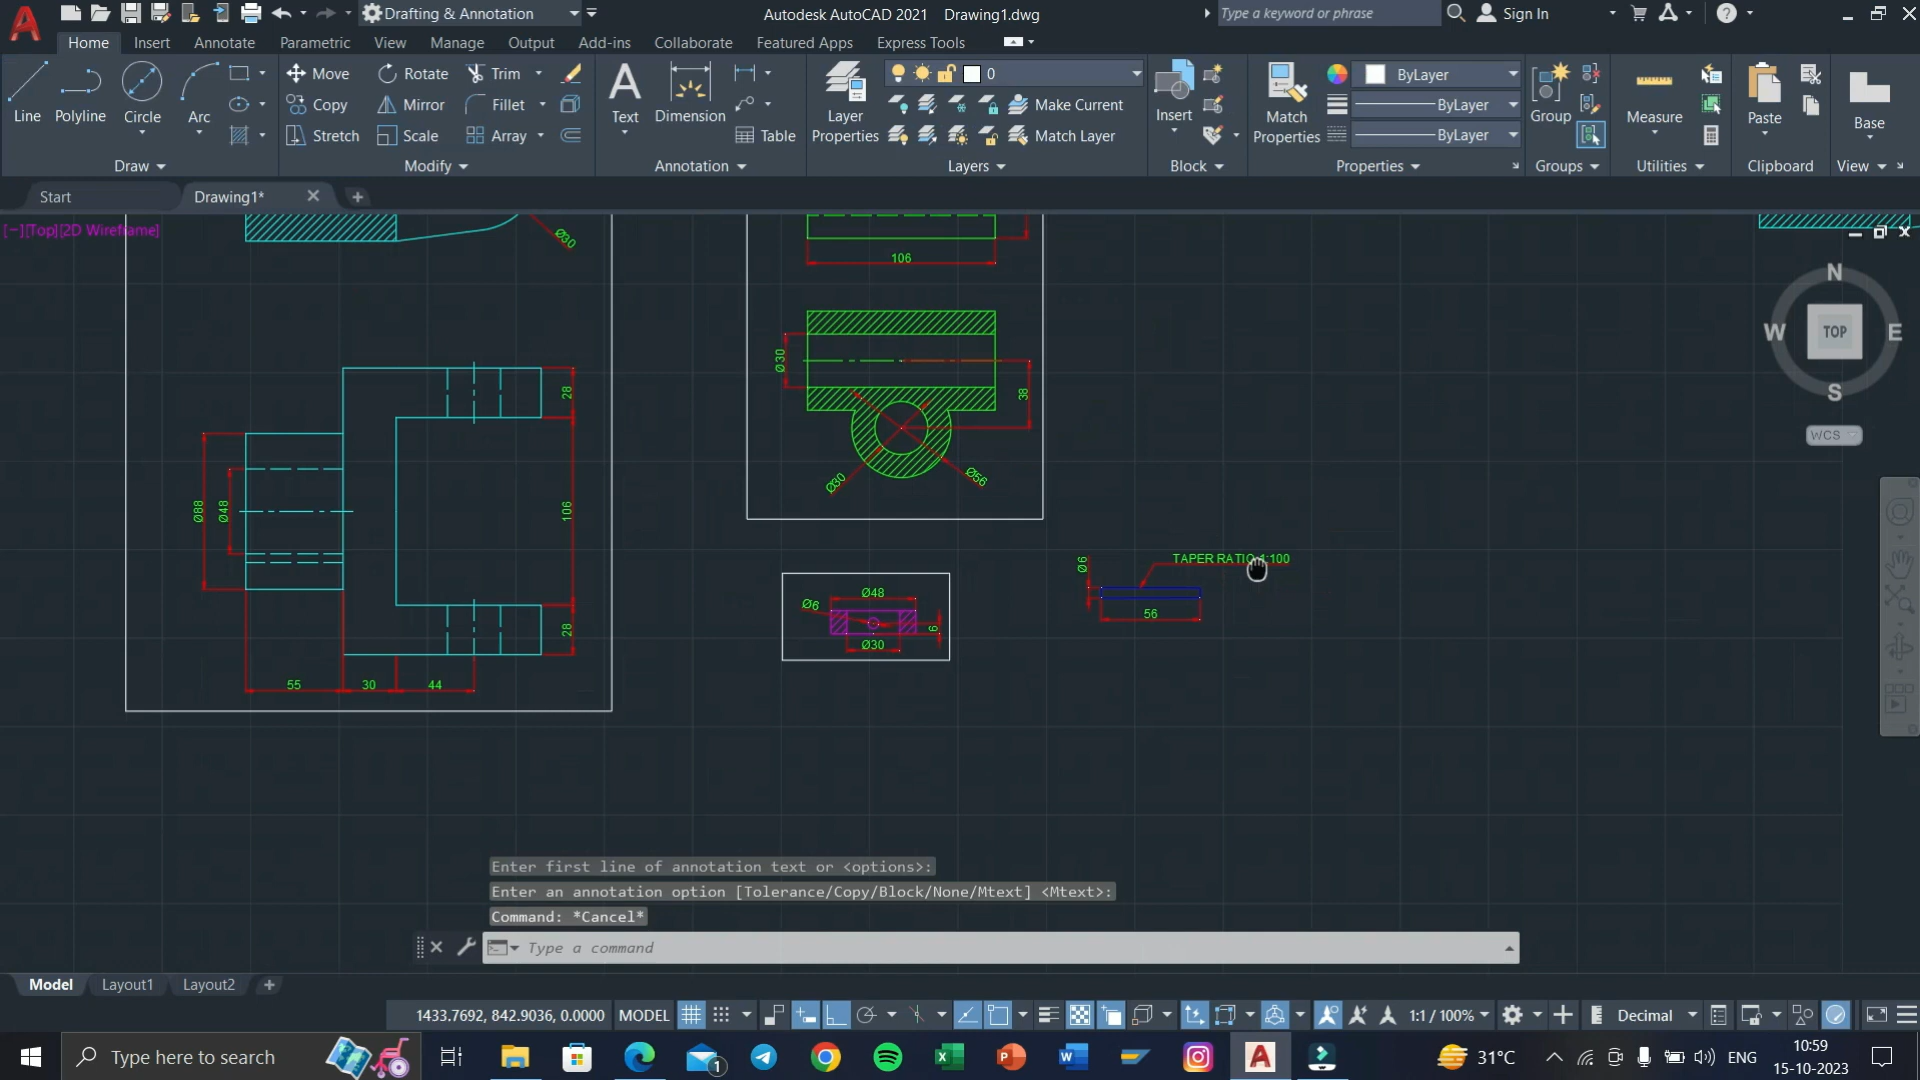 Drafting & Annotation
Autodesk AutoCAD 2021 Drawing1.dwg
Type a keyword or phrase
Sign In
Home Insert Annotate Parametric View Manage Output Add-ins Collaborate Featured Apps Express Tools
Line Polyline Circle Arc
Move Rotate Trim
Copy Mirror Fillet
Stretch Scale Array
Text Dimension Table
Layer Properties
0
Make Current
Match Layer
Insert
Match Properties
ByLayer
ByLayer
ByLayer
Group
Measure
Paste
Base
Draw Modify Annotation Layers Block Properties Groups Utilities Clipboard View
Start Drawing1*
[−][Top][2D Wireframe]
Ø30
106
N
W TOP E
S
WCS
Ø30
38
Ø30
Ø56
28
Ø88
Ø48
106
28
55 30 44
TAPER RATIO 1:100
Ø6
56
Ø48
Ø6
6
Ø30
Enter first line of annotation text or <options>:
Enter an annotation option [Tolerance/Copy/Block/None/Mtext] <Mtext>:
Command: *Cancel*
Type a command
Model Layout1 Layout2
1433.7692, 842.9036, 0.0000 MODEL 1:1 / 100% Decimal
Type here to search
1
31°C
ENG
10:59
15-10-2023